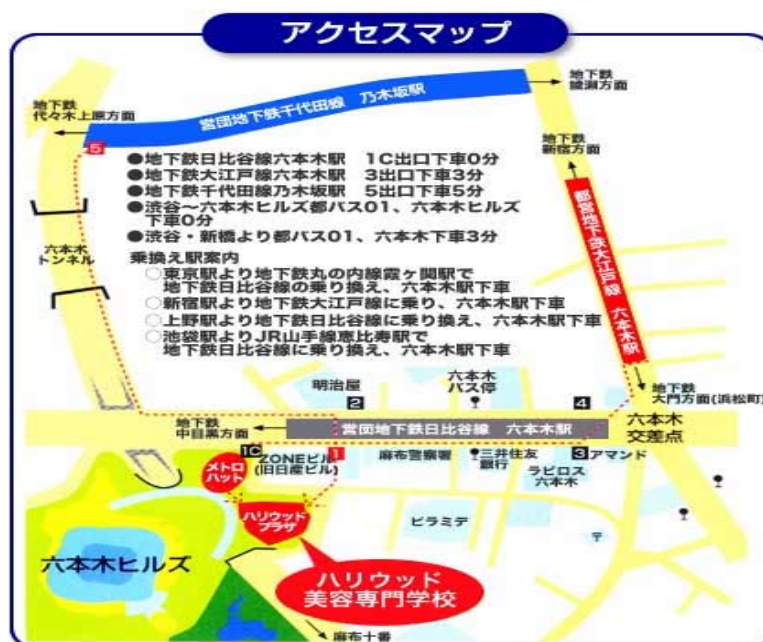 アクセスマップ
地下鉄
代々木上原方面
営団地下鉄千代田線 乃木坂駅
地下鉄
綾瀬方面
5
地下鉄
新宿方面
●地下鉄日比谷線六本木駅 1C出口下車0分
●地下鉄大江戸線六本木駅 3出口下車3分
●地下鉄千代田線乃木坂駅 5出口下車5分
●渋谷～六本木ヒルズ都バス01、六本木ヒルズ
下車0分
●渋谷・新橋より都バス01、六本木下車3分
乗換え駅案内
○東京駅より地下鉄丸の内線霞ヶ関駅で
地下鉄日比谷線の乗り換え、六本木駅下車
○新宿駅より地下鉄大江戸線に乗り、六本木駅下車
○上野駅より地下鉄日比谷線に乗り換え、六本木駅下車
○池袋駅よりJR山手線恵比寿駅で
地下鉄日比谷線に乗り換え、六本木駅下車
六本木
トンネル
都営地下鉄大江戸線 六本木駅
明治屋
六本木
バス停
地下鉄
大門方面(浜松町)
2
4
地下鉄
中目黒方面
営団地下鉄日比谷線 六本木駅
六本木
交差点
1C
ZONEビル
(旧日産ビル)
1
麻布警察署
三井住友
銀行
3
アマンド
ラピロス
六本木
メトロ
ハット
ハリウッド
プラザ
ピラミデ
〒
六本木ヒルズ
ハリウッド
美容専門学校
麻布十番